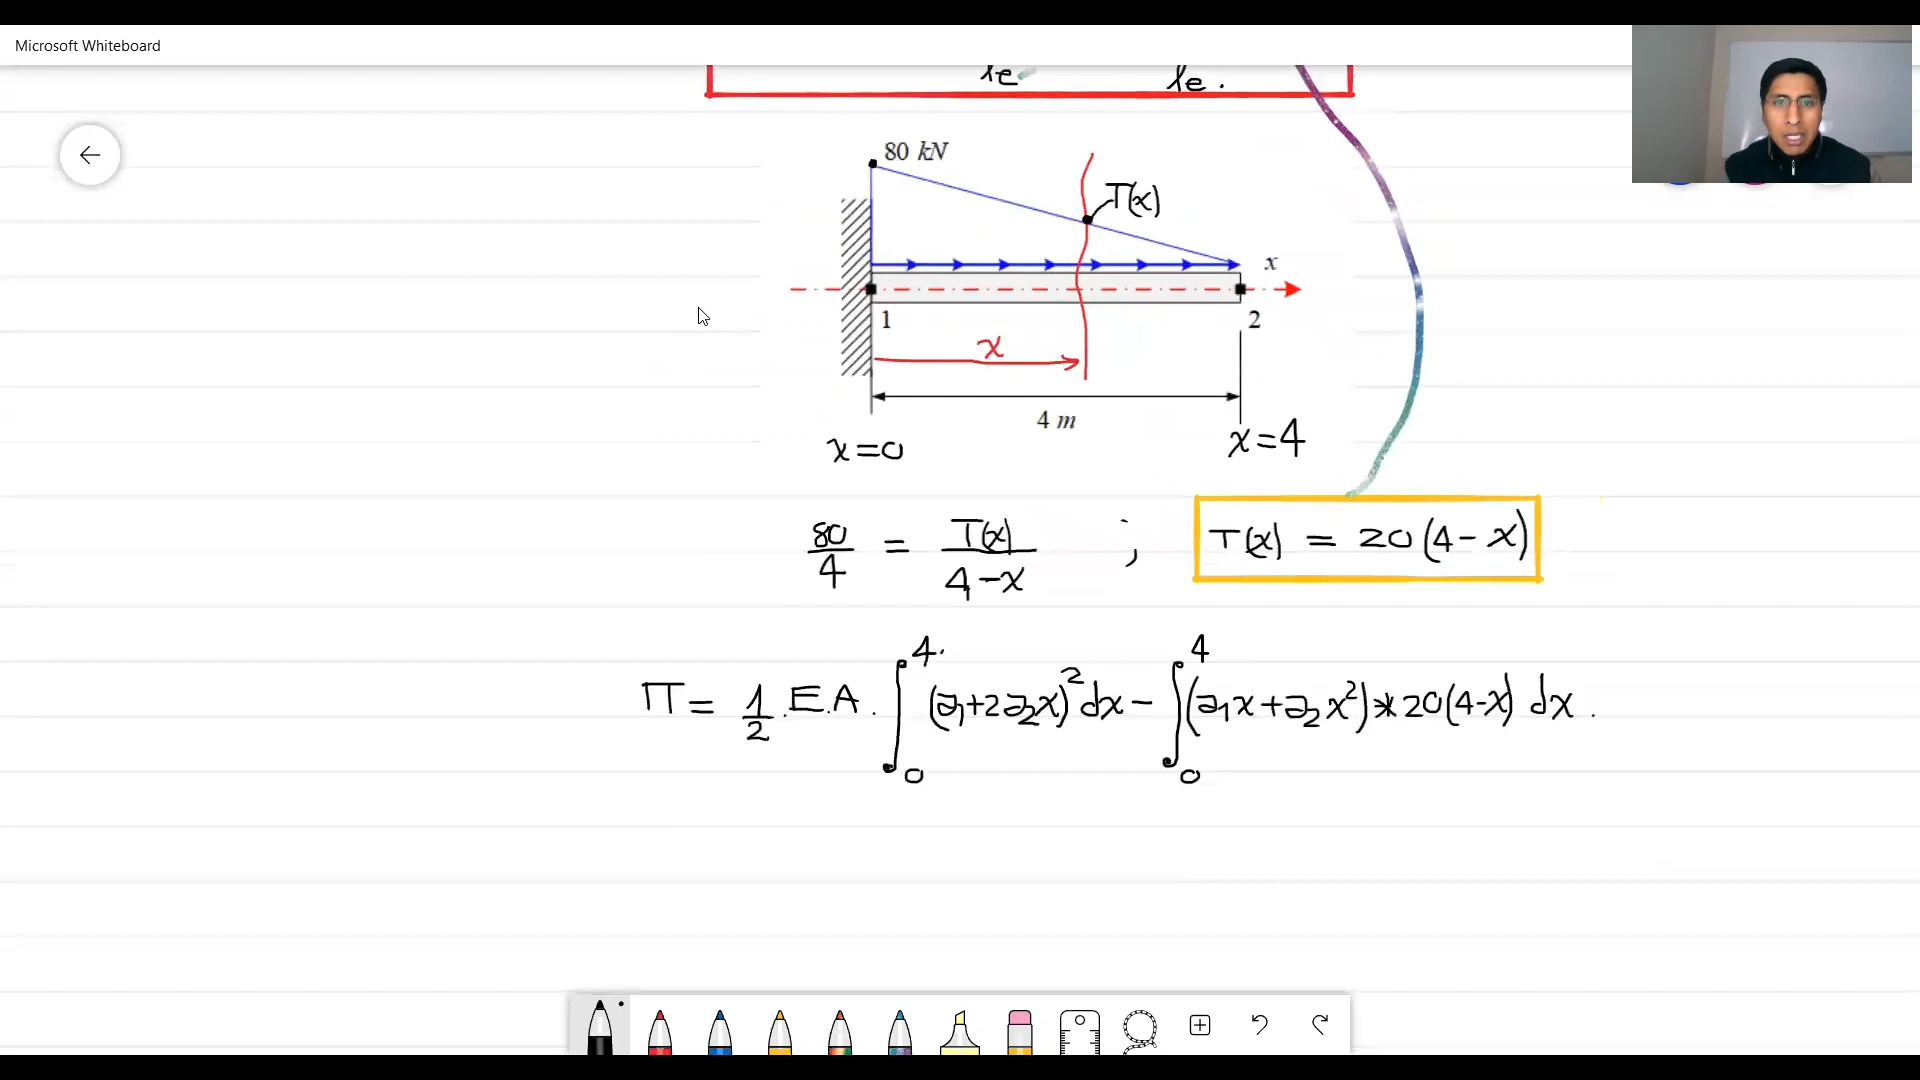 Microsoft Whiteboard
le le.
80 kN
T(x)
x
1 2
x
4 m
x=0 x=4
80/4 = T(x)/(4-x) ; T(x) = 20(4-x)
Π = 1/2 .E.A. ∫₀⁴ (a₁+2a₂x)² dx - ∫₀⁴ (a₁x+a₂x²)*20(4-x) dx.